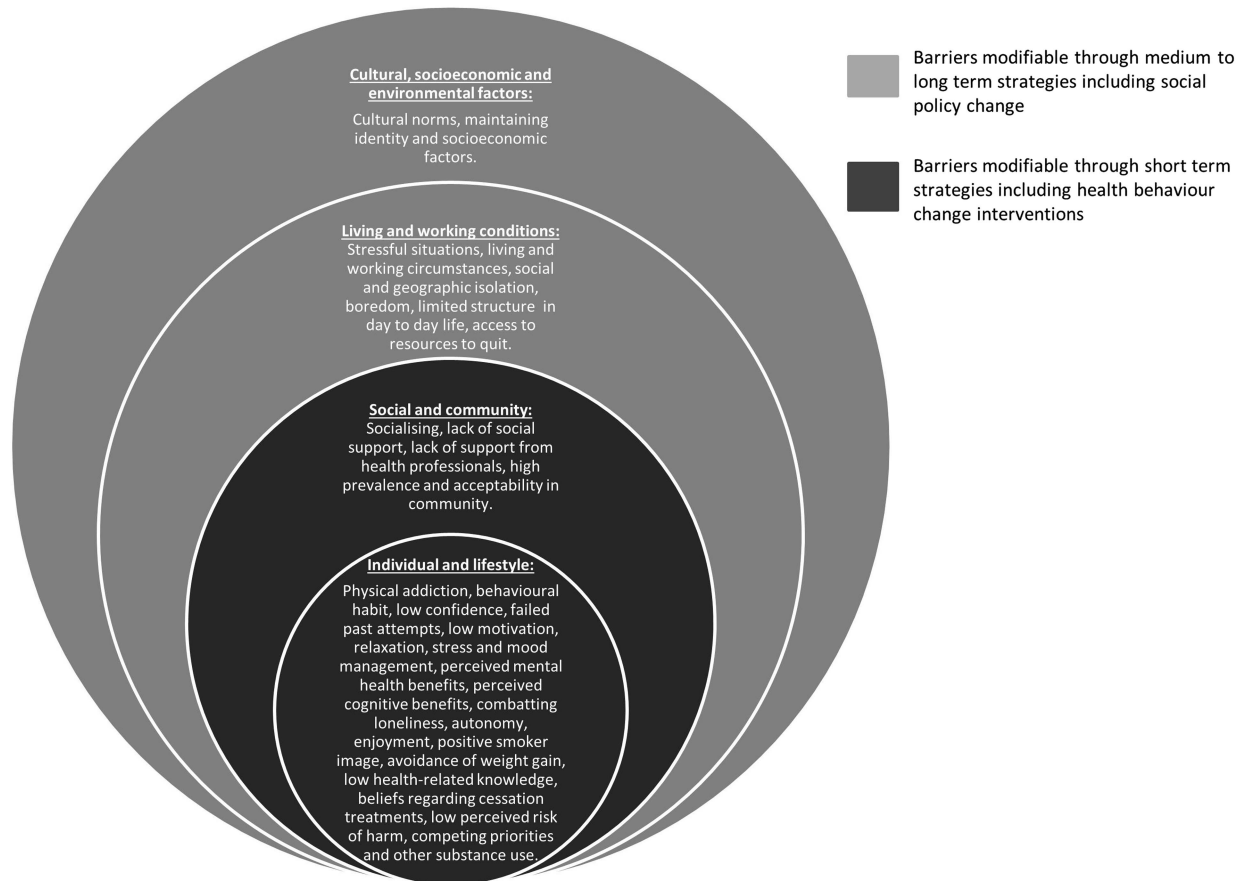 Cultural, socioeconomic and
environmental factors:
Cultural norms, maintaining
identity and socioeconomic
factors.
Living and working conditions:
Stressful situations, living and
working circumstances, social
and geographic isolation,
boredom, limited structure in
day to day life, access to
resources to quit.
Social and community:
Socialising, lack of social
support, lack of support from
health professionals, high
prevalence and acceptability in
community.
Individual and lifestyle:
Physical addiction, behavioural
habit, low confidence, failed
past attempts, low motivation,
relaxation, stress and mood
management, perceived mental
health benefits, perceived
cognitive benefits, combatting
loneliness, autonomy,
enjoyment, positive smoker
image, avoidance of weight gain,
low health-related knowledge,
beliefs regarding cessation
treatments, low perceived risk
of harm, competing priorities
and other substance use.
Barriers modifiable through medium to
long term strategies including social
policy change
Barriers modifiable through short term
strategies including health behaviour
change interventions